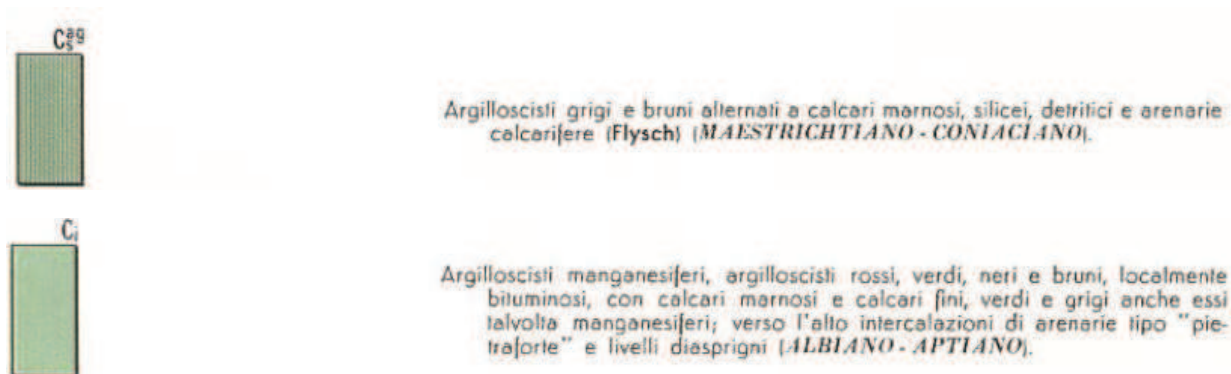 C ag s
Argilloscisti grigi e bruni alternati a calcari marnosi, silicei, detritici e arenarie
calcarifere (Flysch) (MAESTRICHTIANO - CONIACIANO).
Ci
Argilloscisti manganesiferi, argilloscisti rossi, verdi, neri e bruni, localmente
bituminosi, con calcari marnosi e calcari fini, verdi e grigi anche essi
talvolta manganesiferi; verso l'alto intercalazioni di arenarie tipo "pie-
traforte" e livelli diasprigni (ALBIANO - APTIANO).